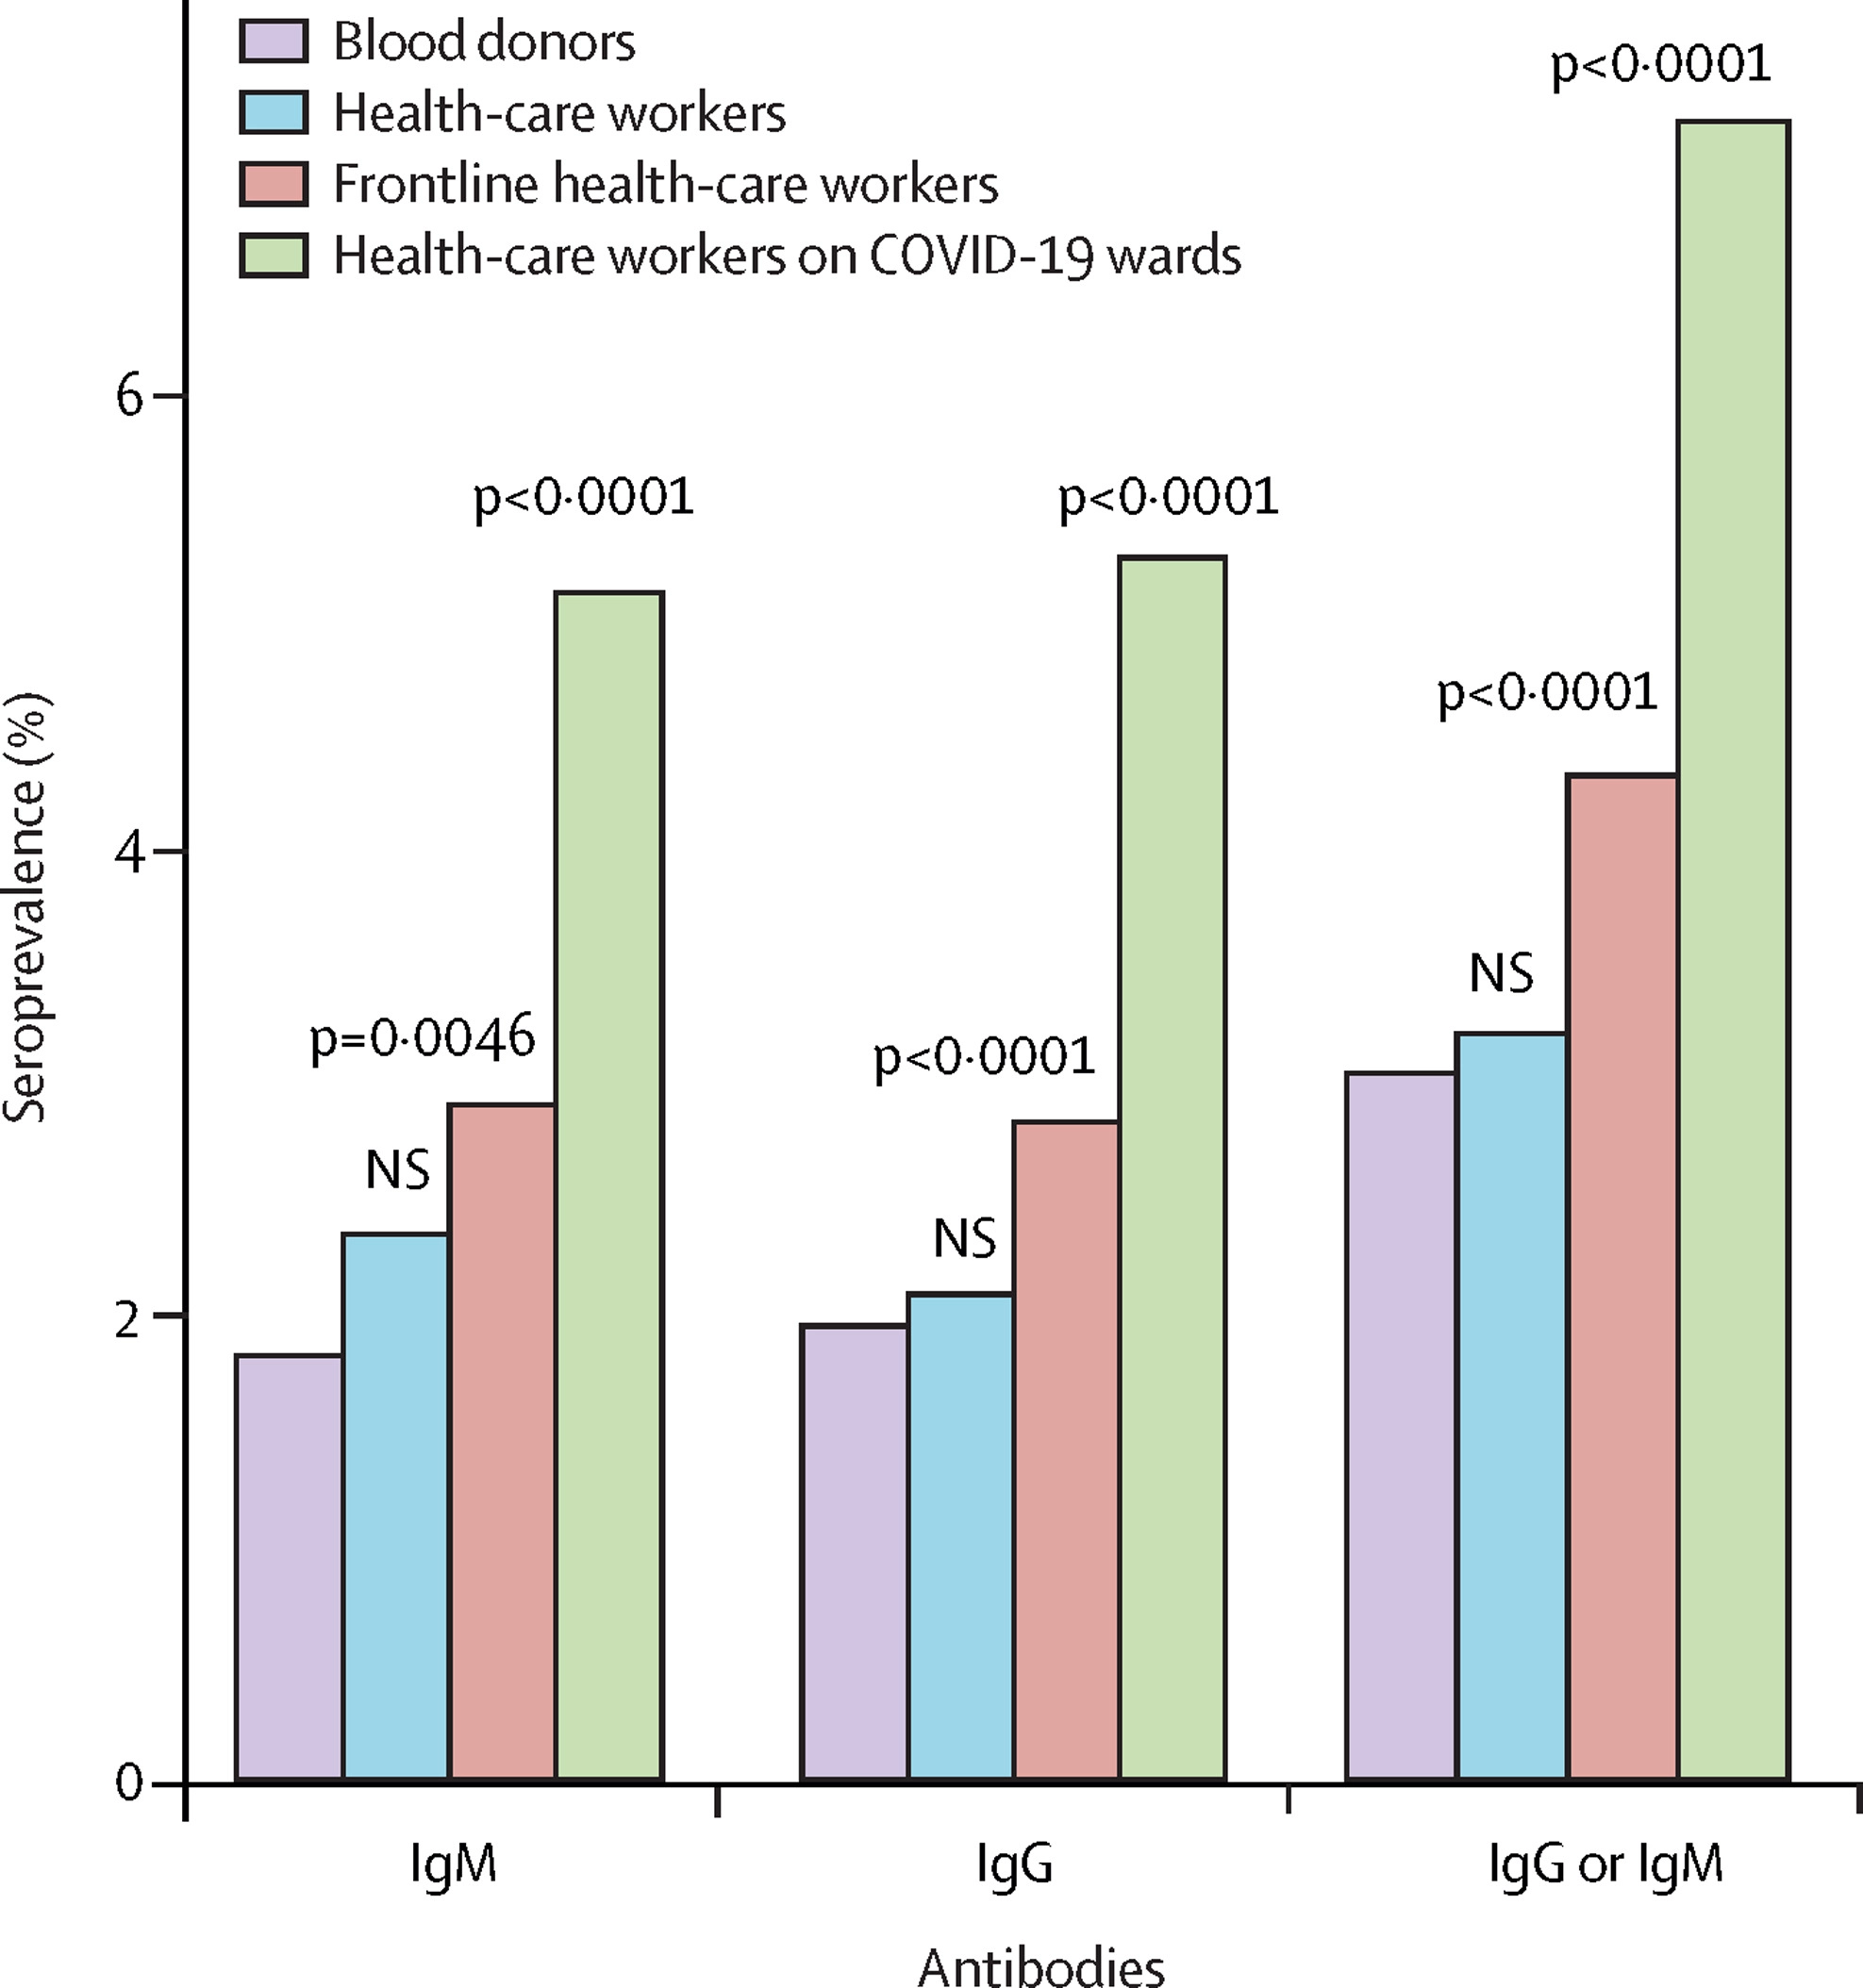 Blood donors
Health-care workers
Frontline health-care workers
Health-care workers on COVID-19 wards
p<0·0001
6
p<0·0001
p<0·0001
p<0·0001
Seroprevalence (%)
4
NS
p=0·0046
p<0·0001
NS
NS
2
0
IgM
IgG
IgG or IgM
Antibodies